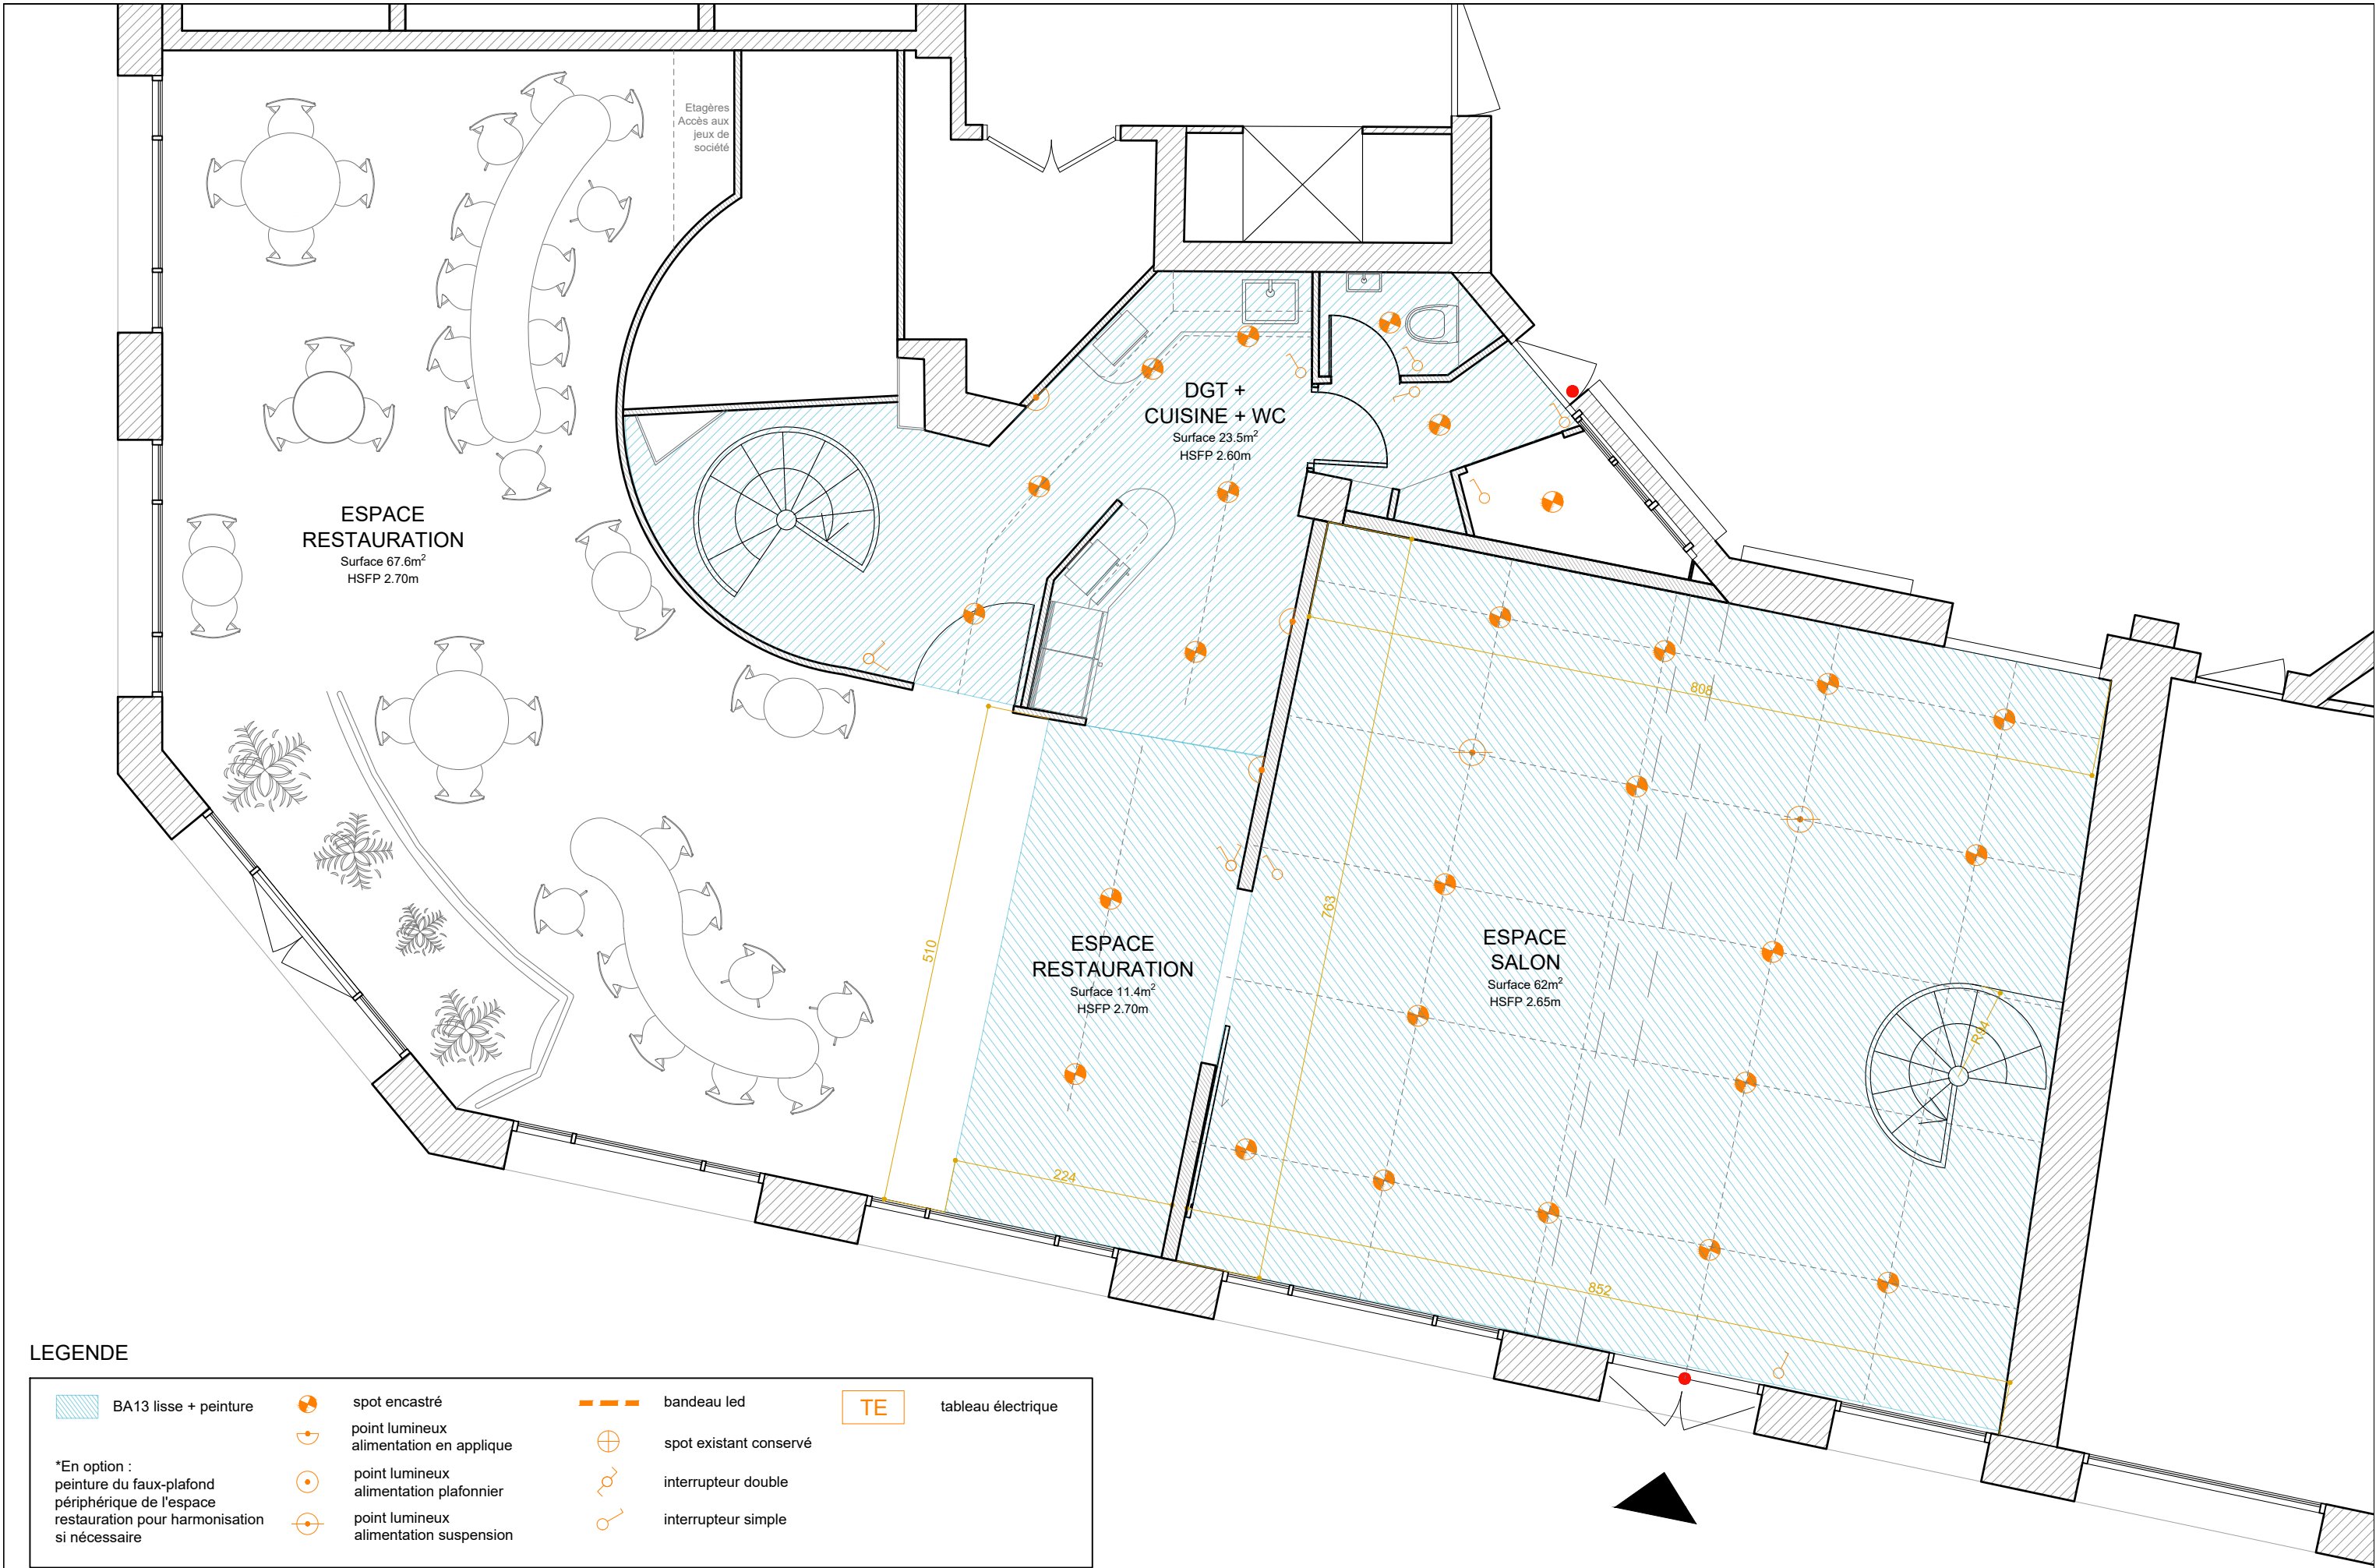 Etagères
Accès aux
jeux de
société
DGT +
CUISINE + WC
Surface 23.5m²
HSFP 2.60m
ESPACE
RESTAURATION
Surface 67.6m²
HSFP 2.70m
808
763
510
ESPACE
RESTAURATION
Surface 11.4m²
HSFP 2.70m
ESPACE
SALON
Surface 62m²
HSFP 2.65m
R94
224
852
LEGENDE
BA13 lisse + peinture
*En option :
peinture du faux-plafond
périphérique de l'espace
restauration pour harmonisation
si nécessaire
spot encastré
point lumineux
alimentation en applique
point lumineux
alimentation plafonnier
point lumineux
alimentation suspension
bandeau led
spot existant conservé
interrupteur double
interrupteur simple
TE
tableau électrique